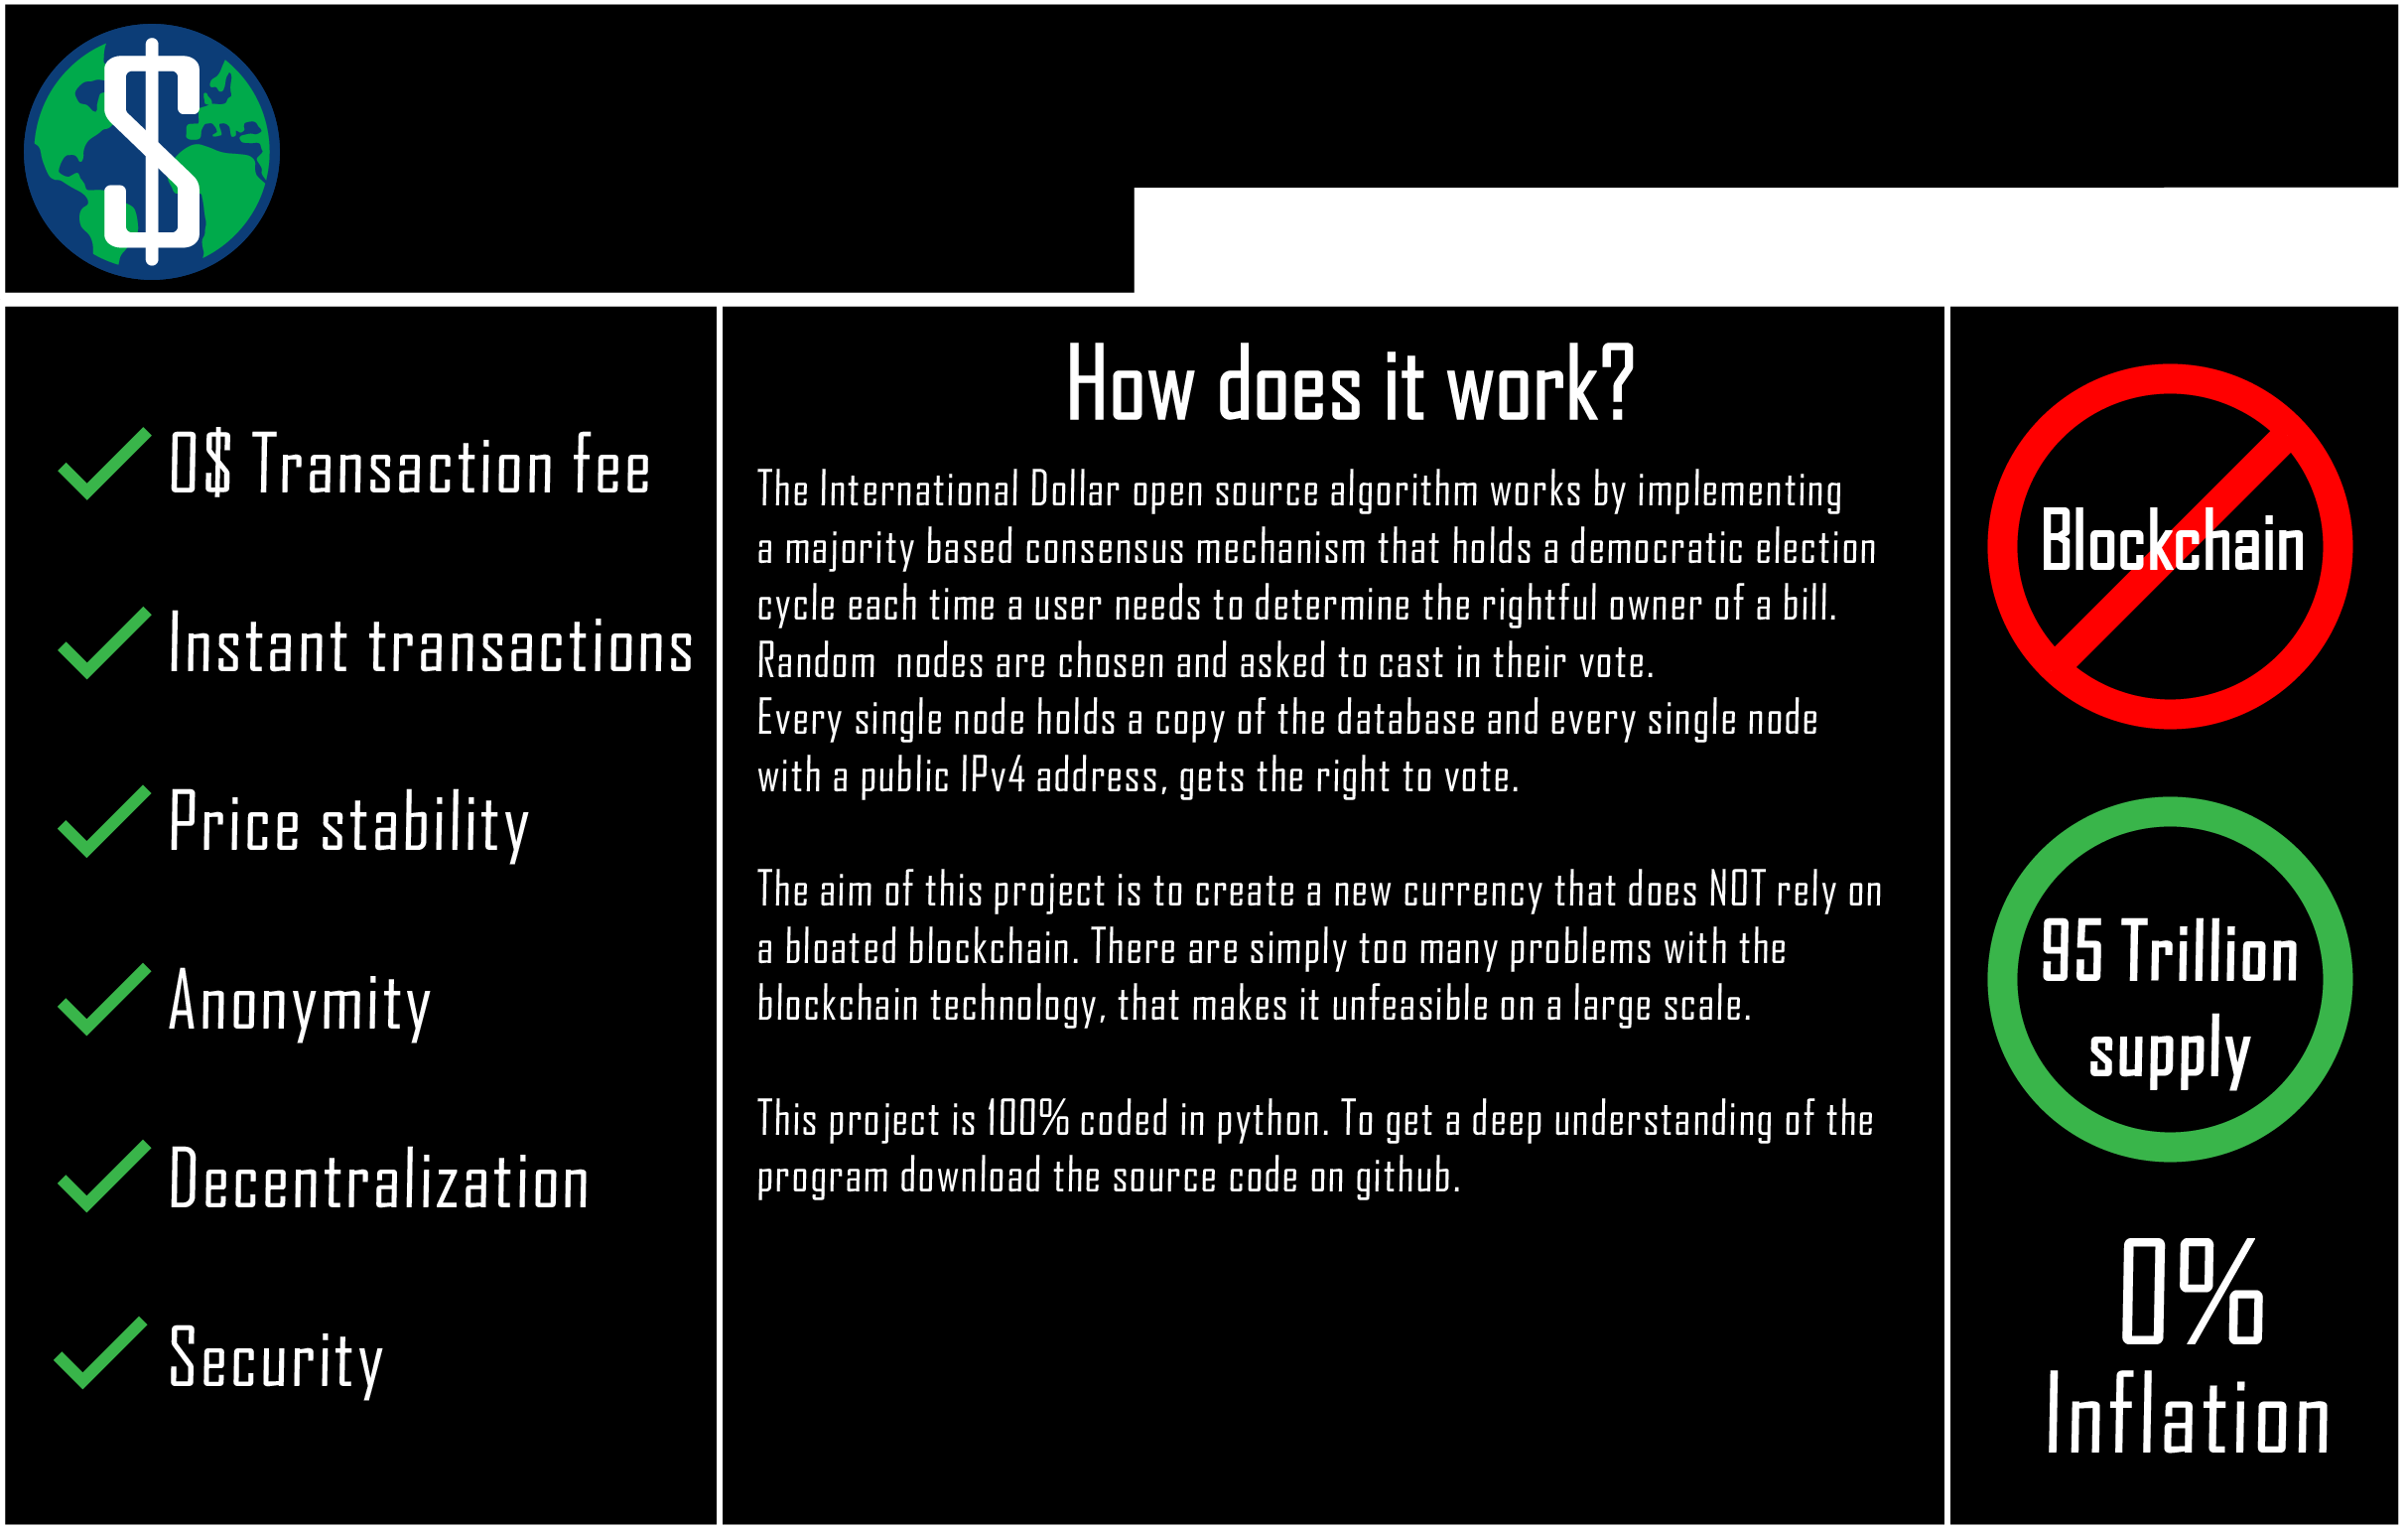 $
0$ Transaction fee
Instant transactions
Price stability
Anonymity
Decentralization
Security
How does it work?
The International Dollar open source algorithm works by implementing
a majority based consensus mechanism that holds a democratic election
cycle each time a user needs to determine the rightful owner of a bill.
Random  nodes are chosen and asked to cast in their vote.
Every single node holds a copy of the database and every single node
with a public IPv4 address, gets the right to vote.
The aim of this project is to create a new currency that does NOT rely on
a bloated blockchain. There are simply too many problems with the
blockchain technology, that makes it unfeasible on a large scale.
This project is 100% coded in python. To get a deep understanding of the
program download the source code on github.
Blockchain
95 Trillion
supply
0%
Inflation